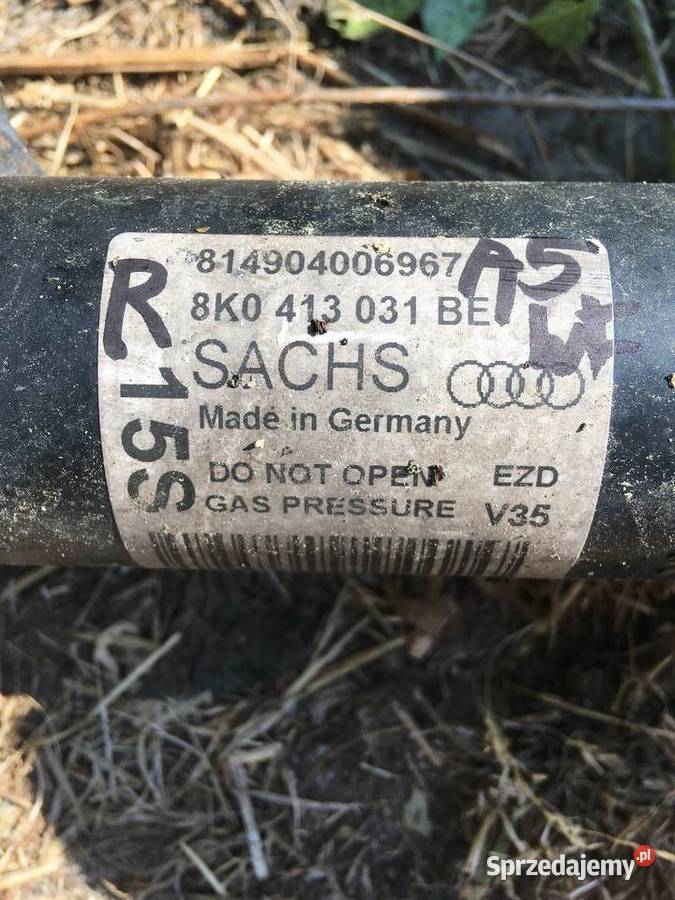 814904006967
8K0 413 031 BE
SACHS
Made in Germany
DO NOT OPEN EZD
GAS PRESSURE V35
R
15S
A5
Sprzedajemy.pl